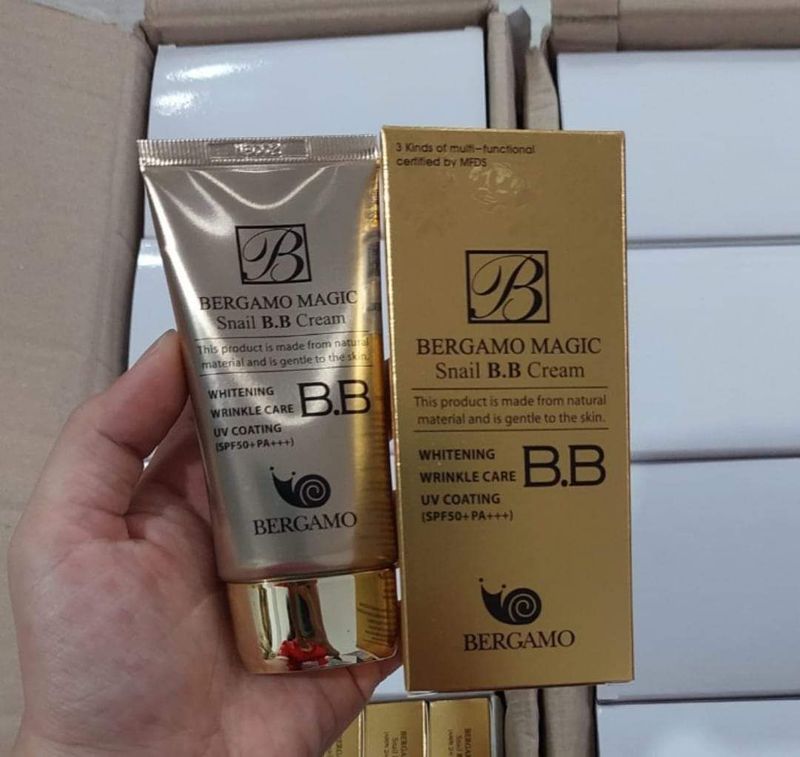 B
BERGAMO MAGIC
Snail B.B Cream
This product is made from natural
material and is gentle to the skin.
WHITENING
WRINKLE CARE
B.B
UV COATING
(SPF50+PA+++)
BERGAMO
3 Kinds of multi-functional
certified by MFDS
B
BERGAMO MAGIC
Snail B.B Cream
This product is made from natural
material and is gentle to the skin.
WHITENING
WRINKLE CARE
B.B
UV COATING
(SPF50+PA+++)
BERGAMO